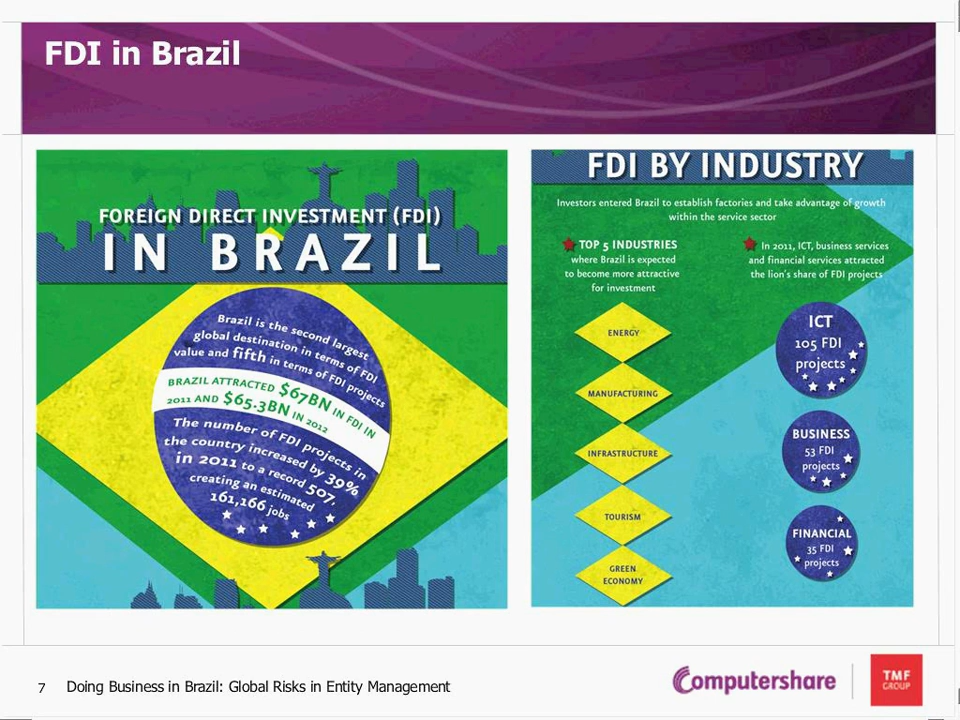 FDI in Brazil
FOREIGN DIRECT INVESTMENT (FDI)
IN BRAZIL
Brazil is the second largest
global destination in terms of FDI
value and fifth in terms of FDI projects
BRAZIL ATTRACTED $67BN IN FDI IN
2011 AND $65.3BN IN 2012
The number of FDI projects in
the country increased by 39%
in 2011 to a record 507,
creating an estimated
161,166 jobs
FDI BY INDUSTRY
Investors entered Brazil to establish factories and take advantage of growth
within the service sector
TOP 5 INDUSTRIES
where Brazil is expected
to become more attractive
for investment
ENERGY
MANUFACTURING
INFRASTRUCTURE
TOURISM
GREEN
ECONOMY
In 2011, ICT, business services
and financial services attracted
the lion's share of FDI projects
ICT
105 FDI
projects
BUSINESS
53 FDI
projects
FINANCIAL
35 FDI
projects
7 Doing Business in Brazil: Global Risks in Entity Management
Computershare
TMF
GROUP